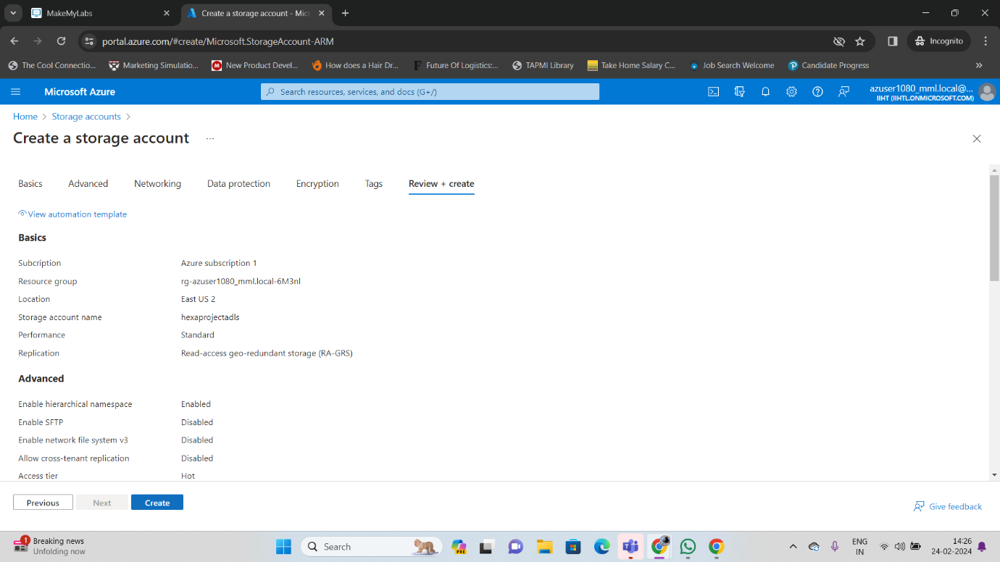 MakeMyLabs
Create a storage account - Mic
portal.azure.com/#create/Microsoft.StorageAccount-ARM
Incognito
The Cool Connectio...
Marketing Simulatio...
New Product Devel...
How does a Hair Dr...
Future Of Logistics:...
TAPMI Library
Take Home Salary C...
Job Search Welcome
Candidate Progress
Microsoft Azure
Search resources, services, and docs (G+/)
azuser1080_mml.local@...
IIHT (IIHTL.ONMICROSOFT.COM)
Home > Storage accounts >
Create a storage account ...
Basics
Advanced
Networking
Data protection
Encryption
Tags
Review + create
View automation template
Basics
Subcription Azure subscription 1
Resource group rg-azuser1080_mml.local-6M3nl
Location East US 2
Storage account name hexaprojectadls
Performance Standard
Replication Read-access geo-redundant storage (RA-GRS)
Advanced
Enable hierarchical namespace Enabled
Enable SFTP Disabled
Enable network file system v3 Disabled
Allow cross-tenant replication Disabled
Access tier Hot
Previous
Next
Create
Give feedback
1
Breaking news
Unfolding now
Search
PRE
ENG
IN
14:26
24-02-2024